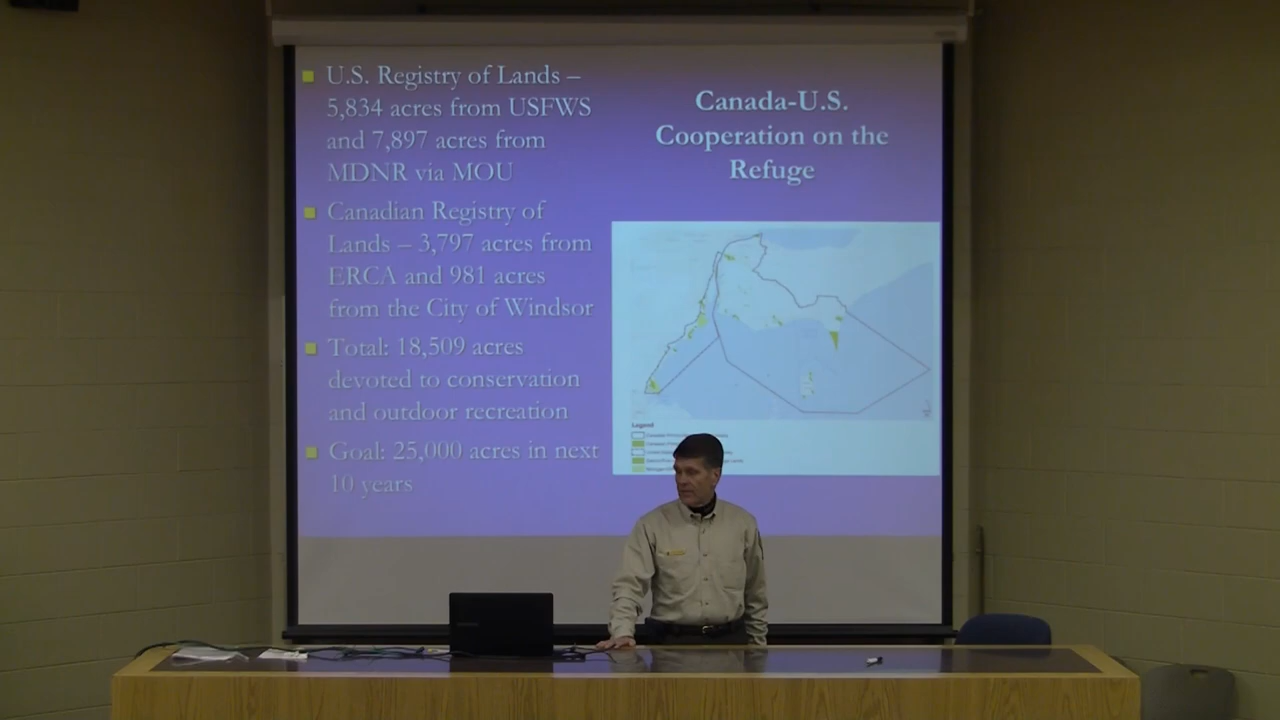 U.S. Registry of Lands –
5,834 acres from USFWS
and 7,897 acres from
MDNR via MOU
Canadian Registry of
Lands – 3,797 acres from
ERCA and 981 acres
from the City of Windsor
Total: 18,509 acres
devoted to conservation
and outdoor recreation
Goal: 25,000 acres in next
10 years
Canada-U.S.
Cooperation on the
Refuge
Legend